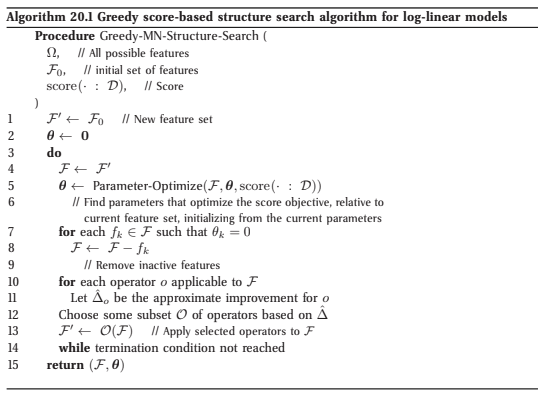 Algorithm 20.1 Greedy score-based structure search algorithm for log-linear models
Procedure Greedy-MN-Structure-Search (
Ω, // All possible features
𝓕₀, // initial set of features
score(· : 𝒟), // Score
)
1 𝓕′ ← 𝓕₀ // New feature set
2 𝜽 ← 𝟎
3 do
4 𝓕 ← 𝓕′
5 𝜽 ← Parameter-Optimize(𝓕, 𝜽, score(· : 𝒟))
6 // Find parameters that optimize the score objective, relative to
current feature set, initializing from the current parameters
7 for each fₖ ∈ 𝓕 such that θₖ = 0
8 𝓕 ← 𝓕 − fₖ
9 // Remove inactive features
10 for each operator o applicable to 𝓕
11 Let Δ̂ₒ be the approximate improvement for o
12 Choose some subset 𝒪 of operators based on Δ̂
13 𝓕′ ← 𝒪(𝓕) // Apply selected operators to 𝓕
14 while termination condition not reached
15 return (𝓕, 𝜽)